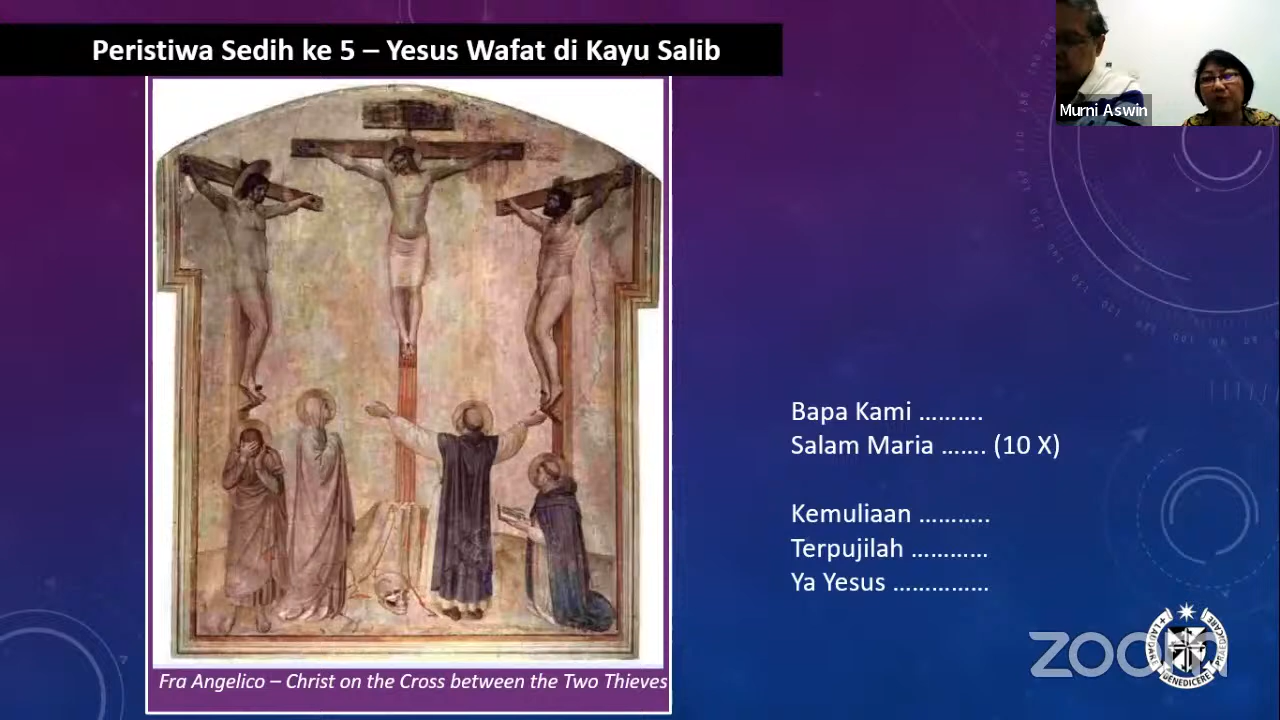 Peristiwa Sedih ke 5 – Yesus Wafat di Kayu Salib
Murni Aswin
Bapa Kami ..........
Salam Maria ....... (10 X)
Kemuliaan ...........
Terpujilah ............
Ya Yesus ...............
zoom
LAUDARE
BENEDICERE
PRAEDICARE
Fra Angelico – Christ on the Cross between the Two Thieves